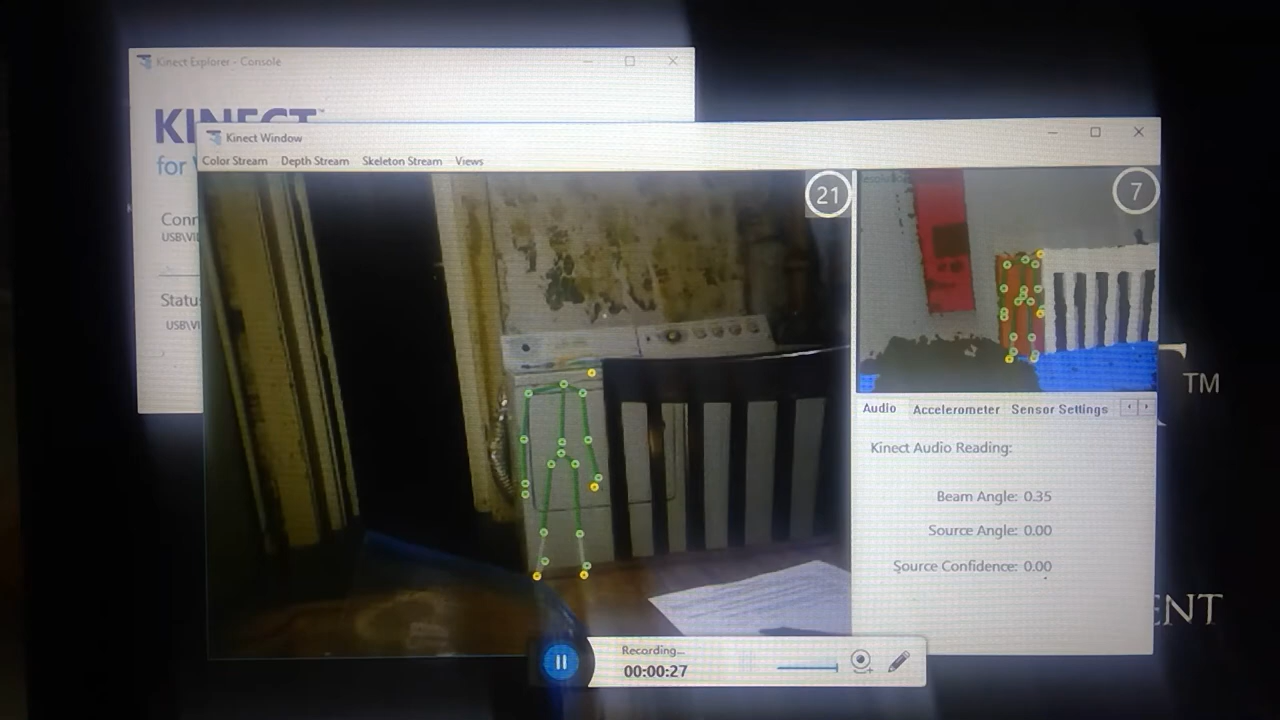 Kinect Explorer - Console
KINECT™
for
Kinect Window
Color Stream Depth Stream Skeleton Stream Views
21
7
Conn
USB\VI
Status
USB\VI
Audio Accelerometer Sensor Settings
Kinect Audio Reading:
Beam Angle: 0.35
Source Angle: 0.00
Source Confidence: 0.00
TM
ENT
Recording...
00:00:27